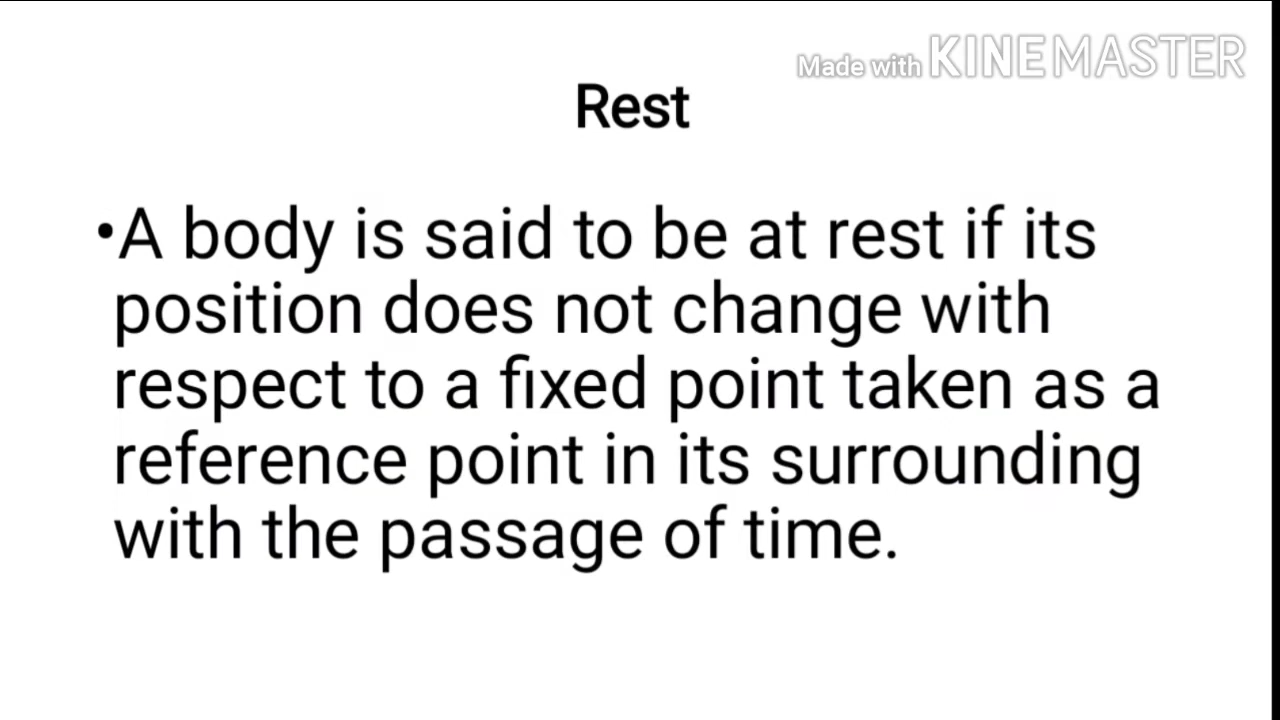 Made with KINEMASTER
Rest
•A body is said to be at rest if its
position does not change with
respect to a fixed point taken as a
reference point in its surrounding
with the passage of time.